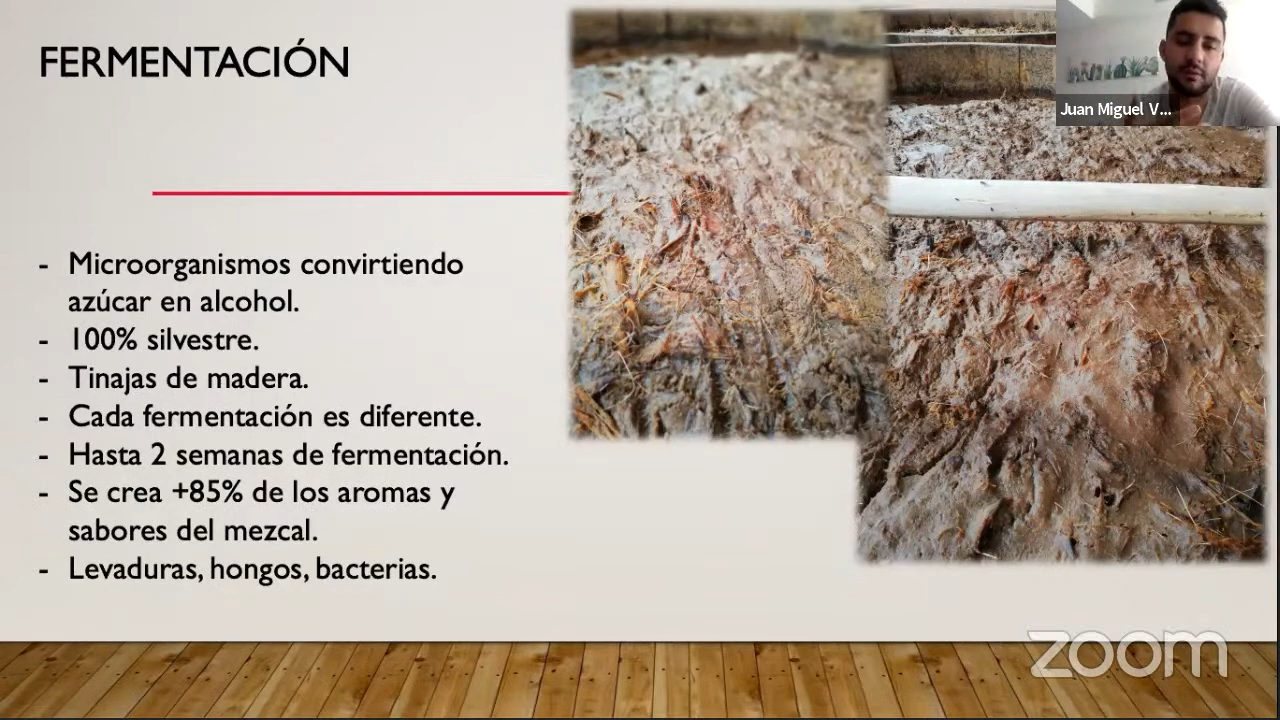 FERMENTACIÓN
Juan Miguel V...
- Microorganismos convirtiendo
azúcar en alcohol.
- 100% silvestre.
- Tinajas de madera.
- Cada fermentación es diferente.
- Hasta 2 semanas de fermentación.
- Se crea +85% de los aromas y
sabores del mezcal.
- Levaduras, hongos, bacterias.
zoom